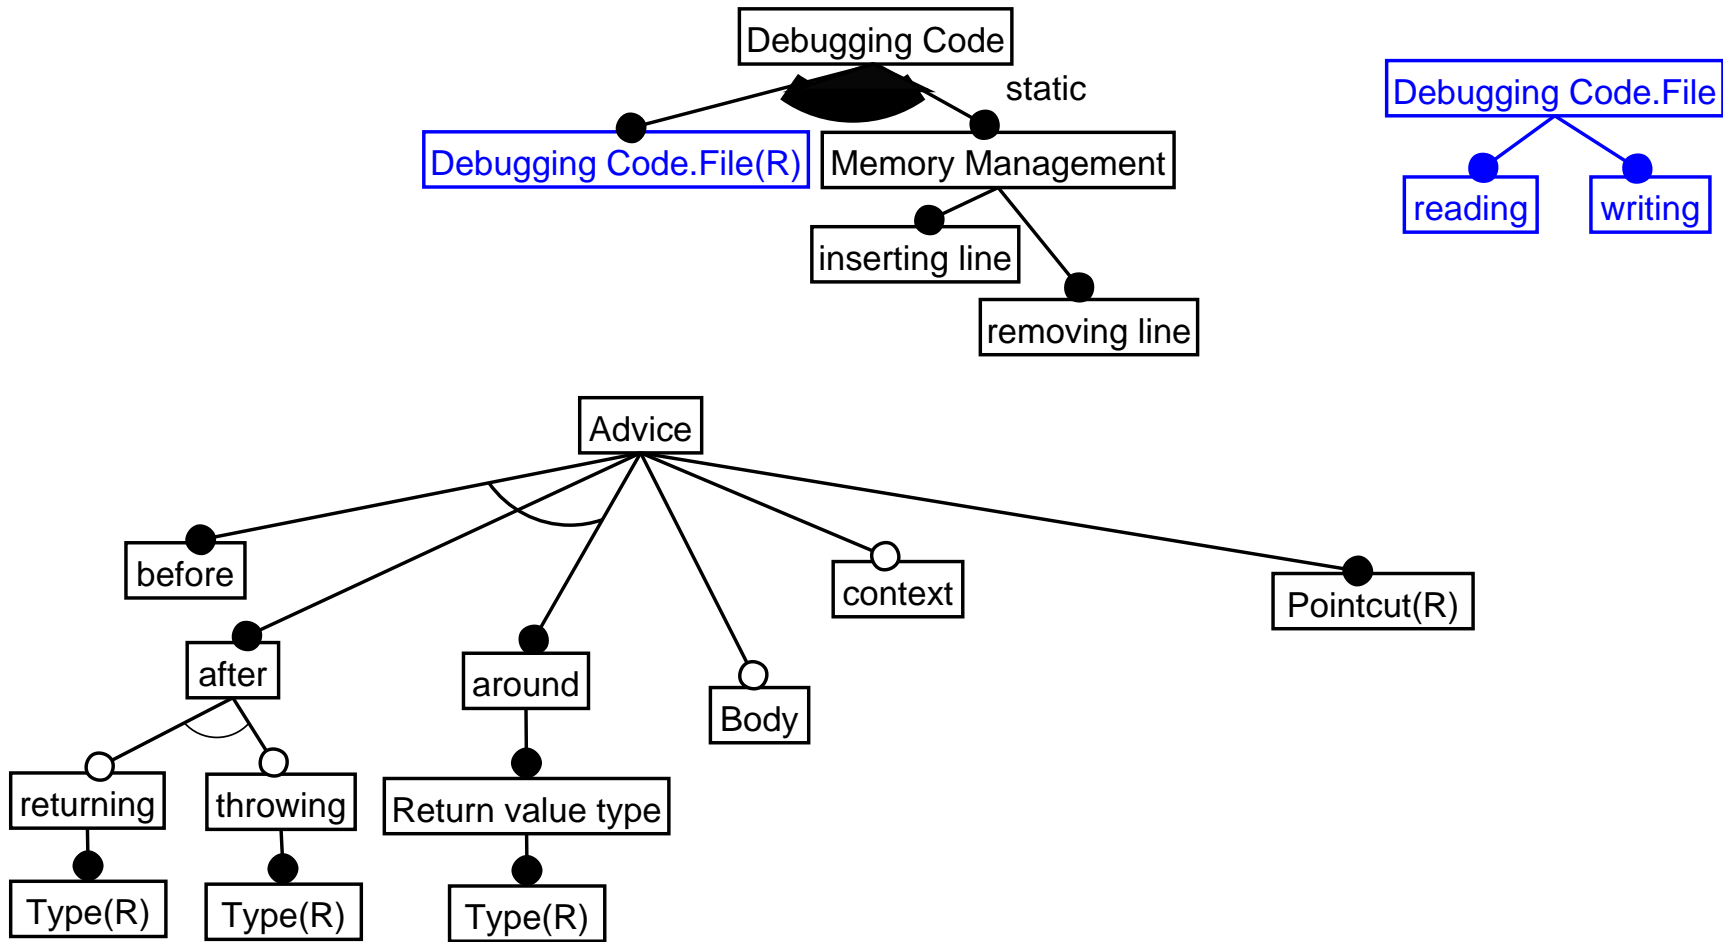 Debugging Code
static
Debugging Code.File
Debugging Code.File(R)
Memory Management
reading
writing
inserting line
removing line
Advice
before
context
Pointcut(R)
after
around
Body
returning
throwing
Return value type
Type(R)
Type(R)
Type(R)